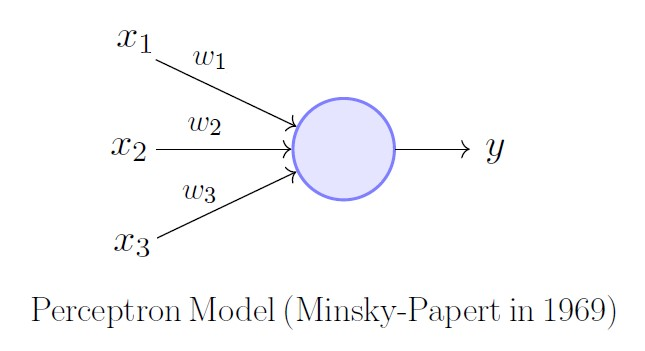 x₁
w₁
w₂
x₂
y
w₃
x₃
Perceptron Model (Minsky-Papert in 1969)